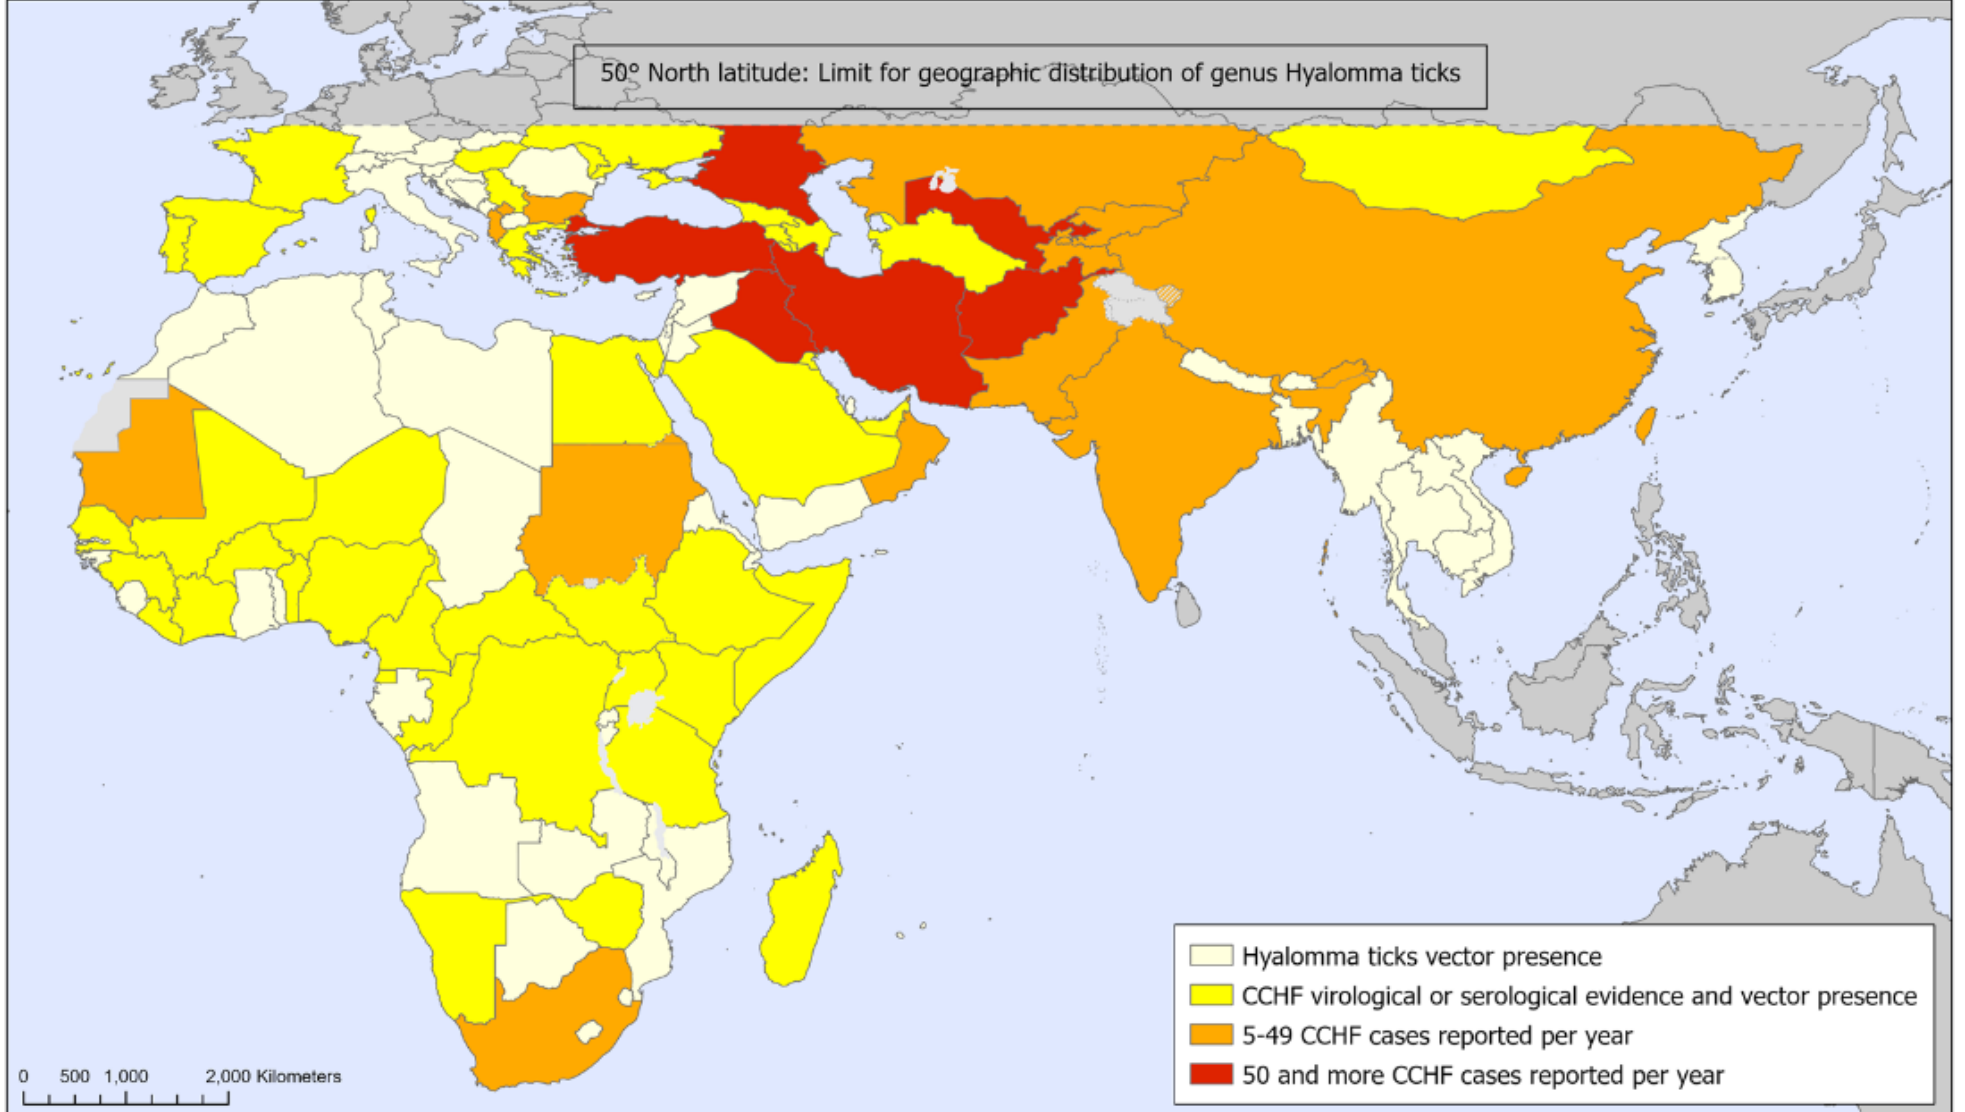 50° North latitude: Limit for geographic distribution of genus Hyalomma ticks
Hyalomma ticks vector presence
CCHF virological or serological evidence and vector presence
5-49 CCHF cases reported per year
50 and more CCHF cases reported per year
0 500 1,000 2,000 Kilometers